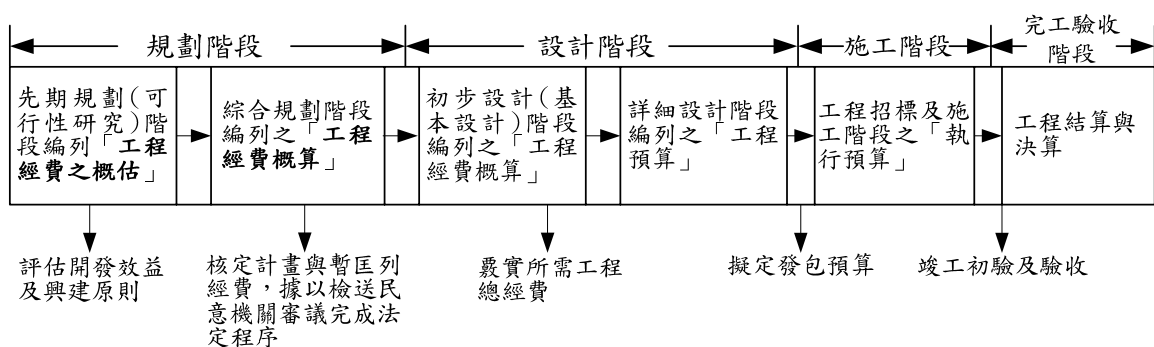 規劃階段
設計階段
施工階段
完工驗收
階段
先期規劃(可
行性研究)階
段編列「工程
經費之概估」
綜合規劃階段
編列之「工程
經費概算」
初步設計(基
本設計)階段
編列之「工程
經費概算」
詳細設計階段
編列之「工程
預算」
工程招標及施
工階段之「執
行預算」
工程結算與
決算
評估開發效益
及興建原則
核定計畫與暫匡列
經費，據以檢送民
意機關審議完成法
定程序
覈實所需工程
總經費
擬定發包預算
竣工初驗及驗收